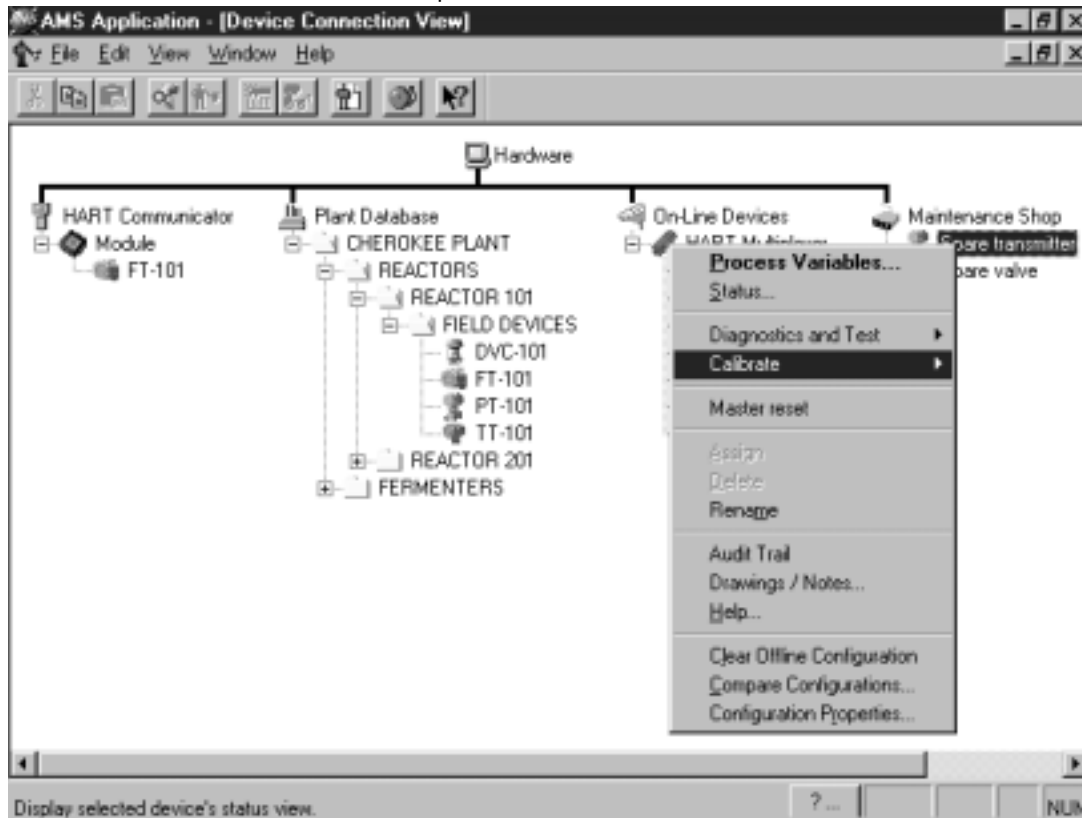 AMS Application - [Device Connection View]
File Edit View Window Help
Hardware
HART Communicator
Module
FT-101
Plant Database
CHEROKEE PLANT
REACTORS
REACTOR 101
FIELD DEVICES
DVC-101
FT-101
PT-101
TT-101
REACTOR 201
FERMENTERS
On-Line Devices
HART Multiplexer
Maintenance Shop
Spare transmitter
pare valve
Process Variables...
Status...
Diagnostics and Test
Calibrate
Master reset
Assign
Delete
Rename
Audit Trail
Drawings / Notes...
Help...
Clear Offline Configuration
Compare Configurations...
Configuration Properties...
Display selected device's status view.
? ...
NUM